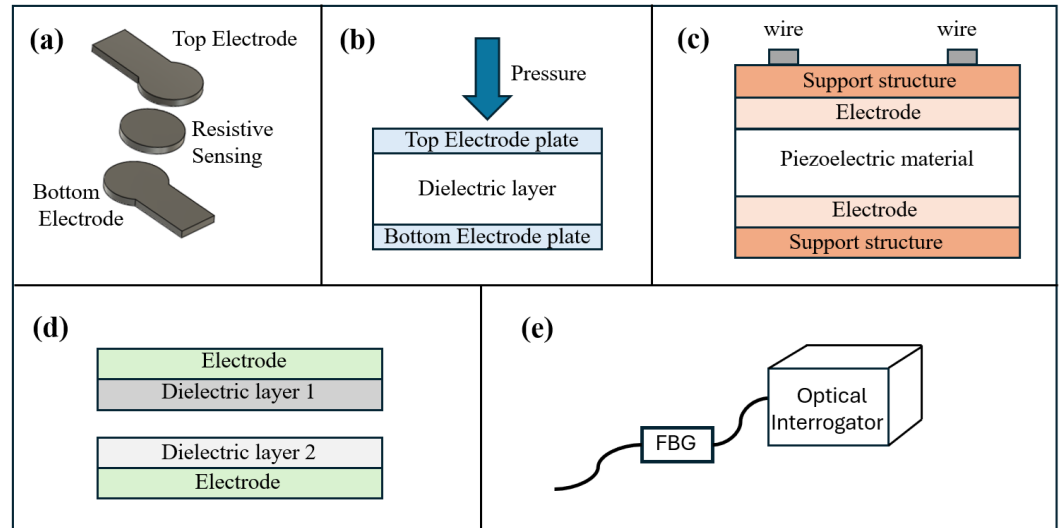 (a)
Top Electrode
Resistive
Sensing
Bottom
Electrode
(b)
Pressure
Top Electrode plate
Dielectric layer
Bottom Electrode plate
(c)
wire
wire
Support structure
Electrode
Piezoelectric material
Electrode
Support structure
(d)
Electrode
Dielectric layer 1
Dielectric layer 2
Electrode
(e)
FBG
Optical
Interrogator